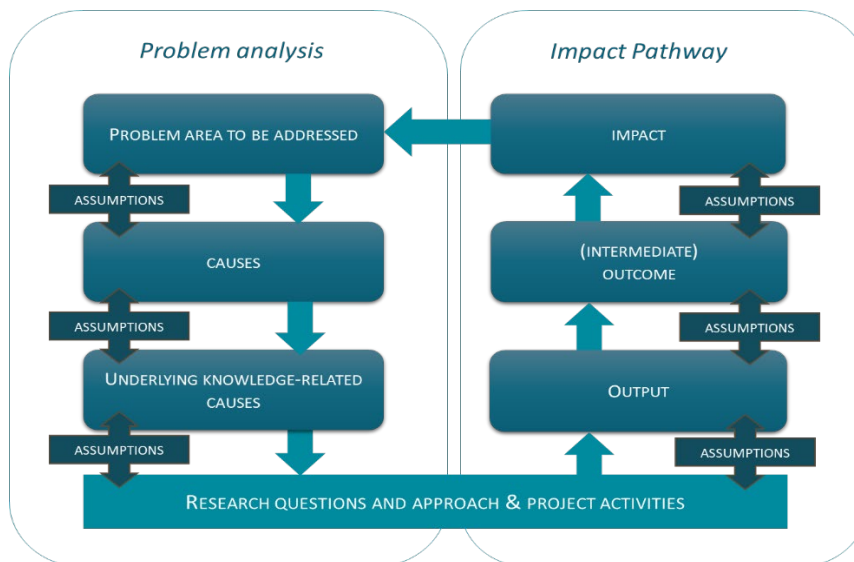 Problem analysis
PROBLEM AREA TO BE ADDRESSED
ASSUMPTIONS
CAUSES
ASSUMPTIONS
UNDERLYING KNOWLEDGE-RELATED
CAUSES
ASSUMPTIONS
Impact Pathway
IMPACT
ASSUMPTIONS
(INTERMEDIATE)
OUTCOME
ASSUMPTIONS
OUTPUT
ASSUMPTIONS
RESEARCH QUESTIONS AND APPROACH & PROJECT ACTIVITIES